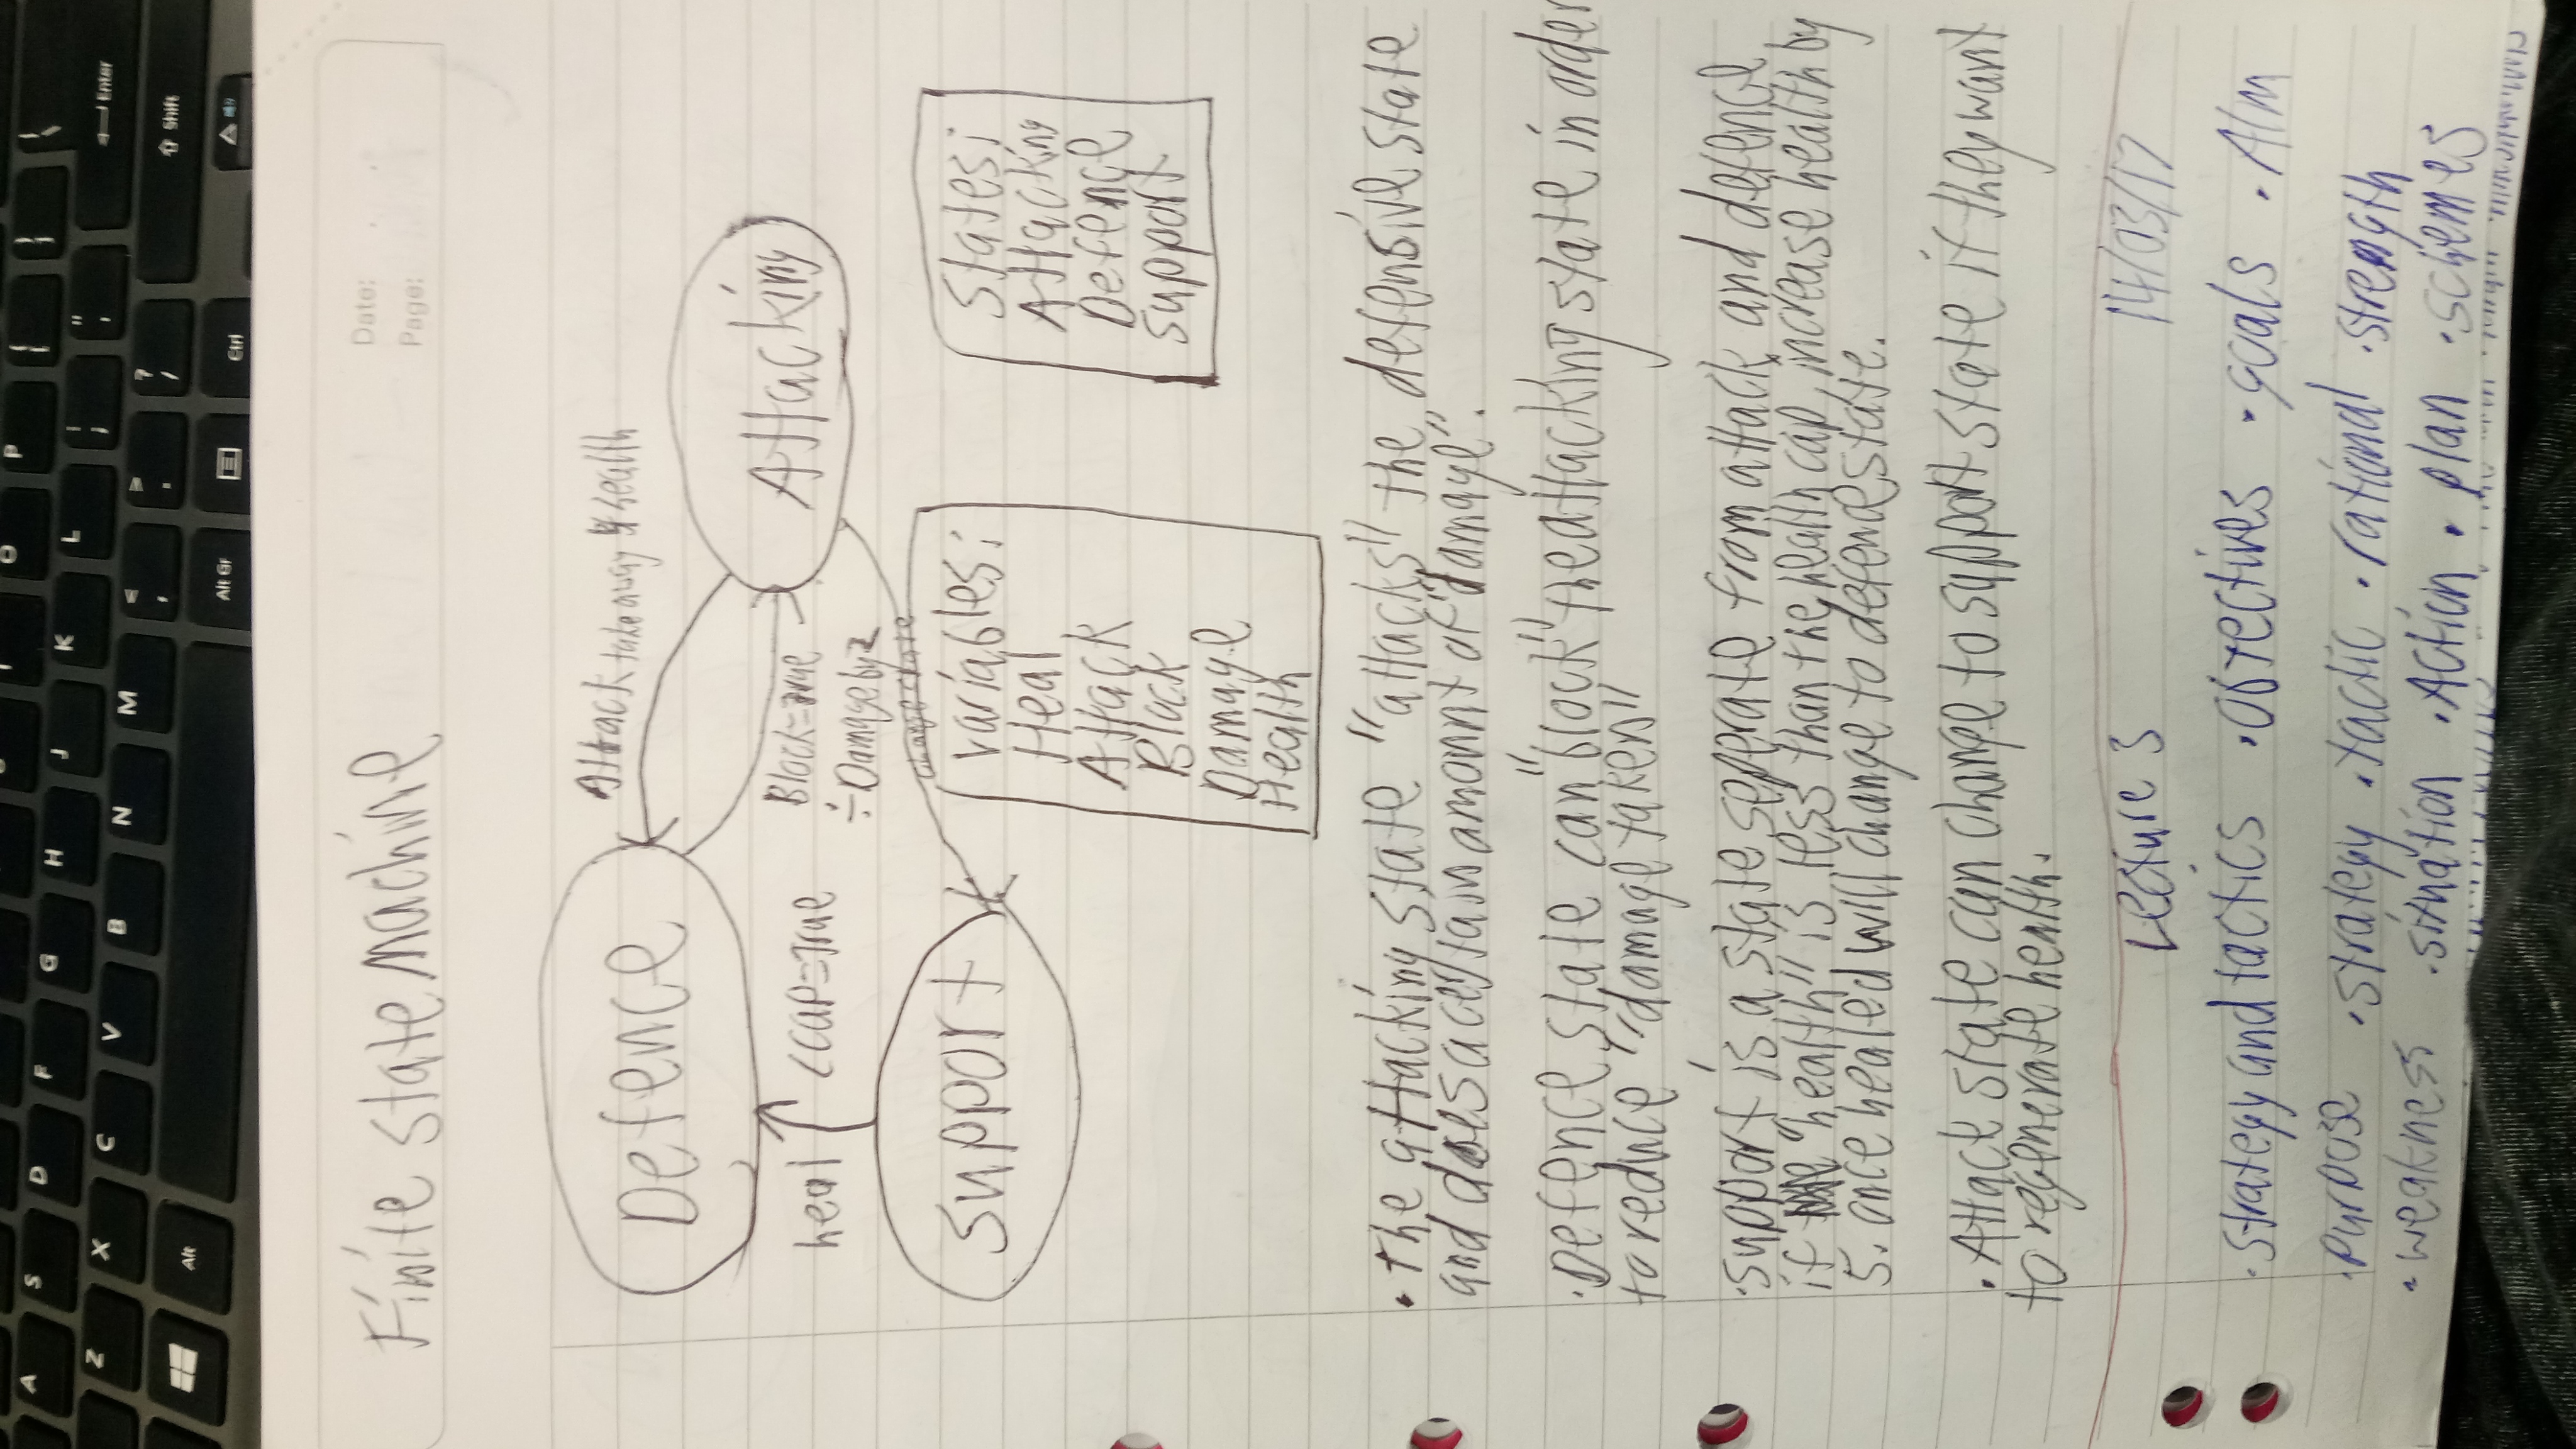 O P { } | \
A S D F G H J K L : ; " '
Enter
Z X C V B N M < , > . ? /
Shift
Alt
Alt Gr
Ctrl
Finite state machine
Date:
Page:
Defence
Attack take away health
Attacking
heal
<CAP=True
Block=True
÷Damage by 2
change state
support
variables;
Heal
Attack
Block
Damage
Health
States;
Attacking
Defence
support
• The attacking state "attacks" the defensive state
and does a certain amount of "damage".
• Defence state can "block" the attacking state in order
to reduce "damage taken"
• support is a state seperate from attack and defence
if "health" is less than the health cap, increase health by
5. once healed will change to defence state.
• Attack state can change to support state if they want
to regenerate health.
Lecture 3 14/03/17
• strategy and tactics • objectives • goals • Aim
• purpose • strategy • tactic • rational • strength
• weakness • situation • Action • plan • schemes